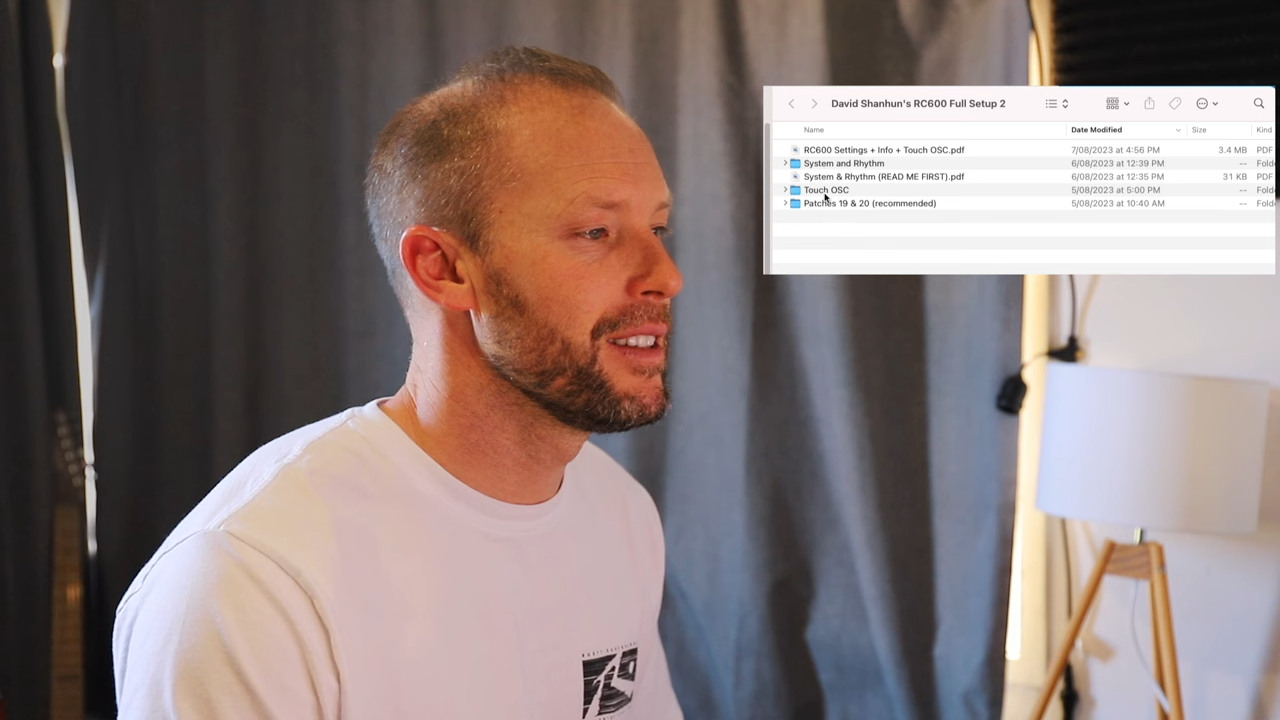 David Shanhun's RC600 Full Setup 2
Name Date Modified Size Kind
RC600 Settings + Info + Touch OSC.pdf 7/08/2023 at 4:56 PM 3.4 MB PDF
System and Rhythm 6/08/2023 at 12:39 PM -- Fold
System & Rhythm (READ ME FIRST).pdf 6/08/2023 at 12:35 PM 31 KB PDF
Touch OSC 5/08/2023 at 5:00 PM -- Fold
Patches 19 & 20 (recommended) 5/08/2023 at 10:40 AM -- Fold